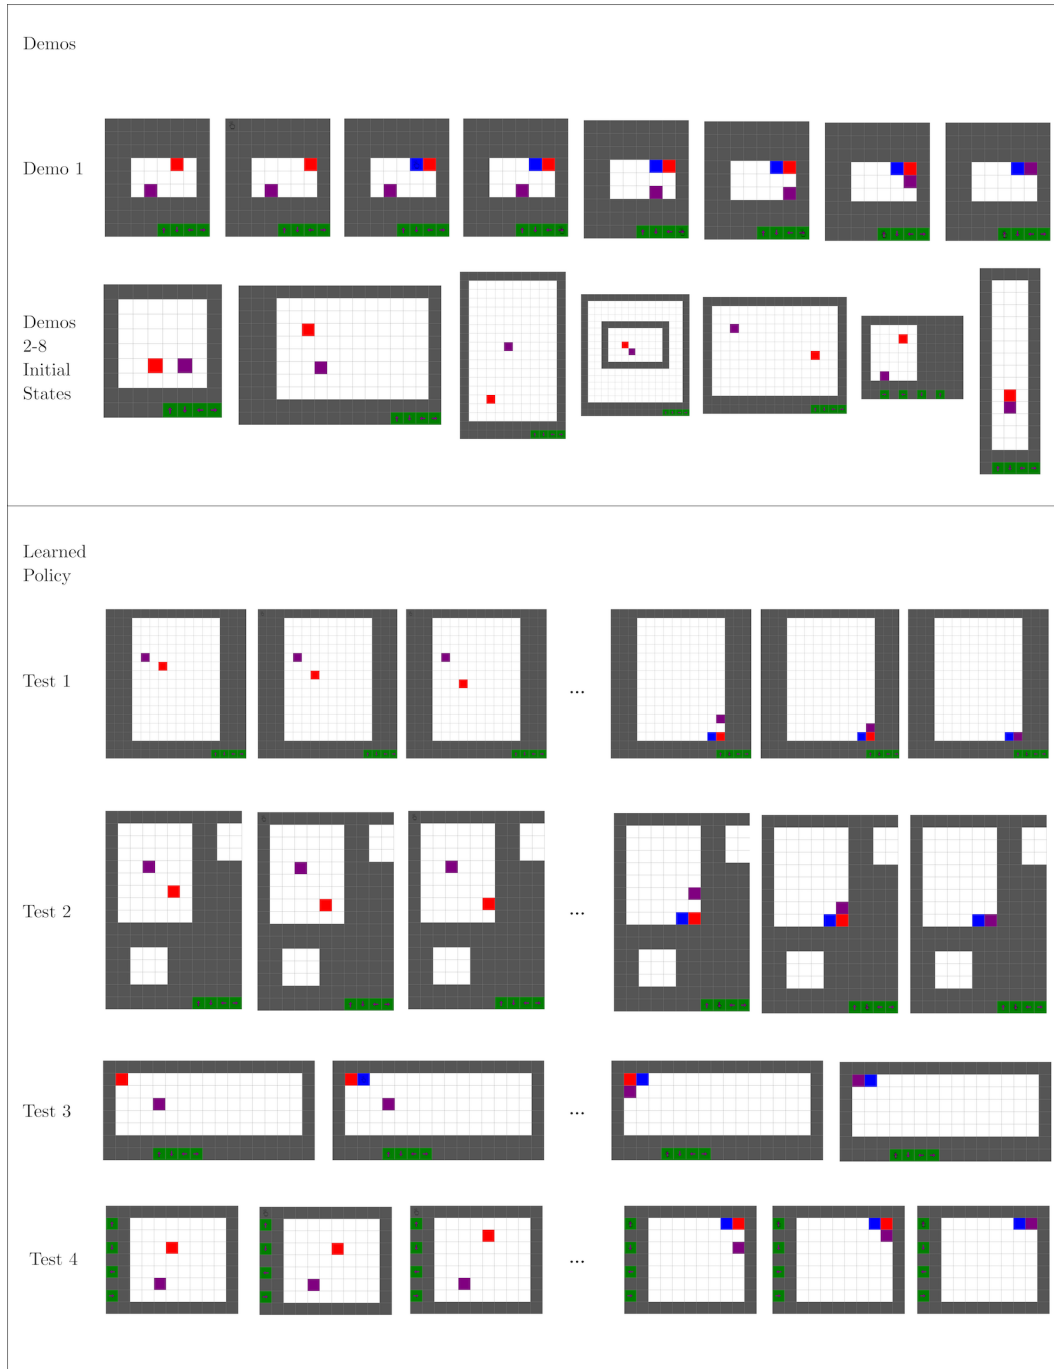 Demos
Demo 1
Demos
2-8
Initial
States
Learned
Policy
Test 1
...
Test 2
...
Test 3
...
Test 4
...